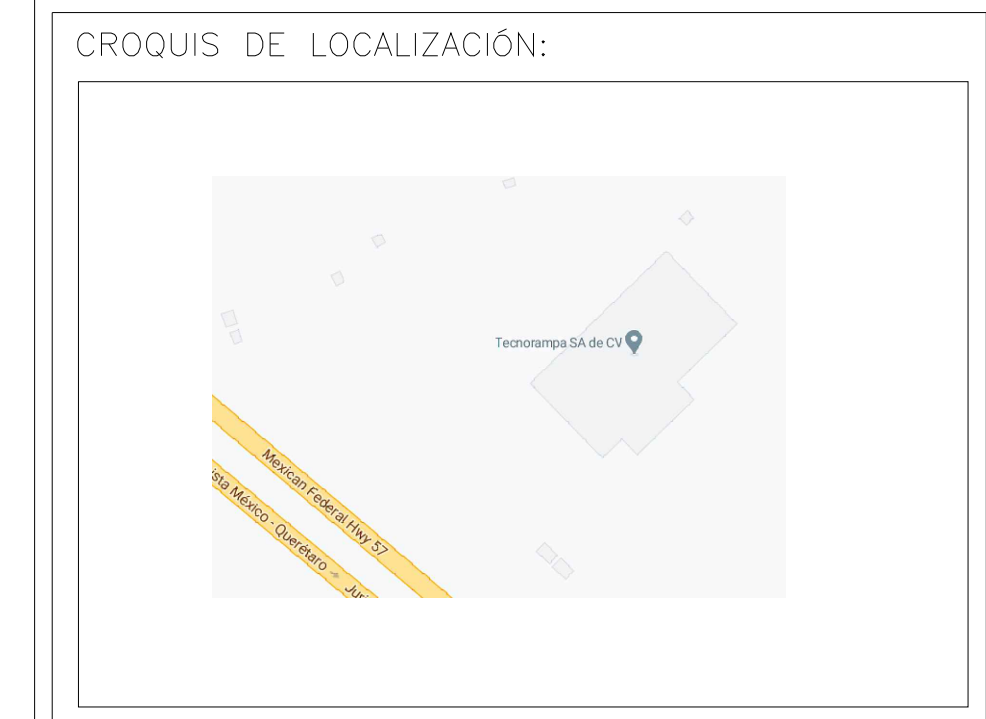 CROQUIS DE LOCALIZACIÓN:
Tecnorampa SA de CV
Mexican Federal Hwy 57
ista México - Querétaro